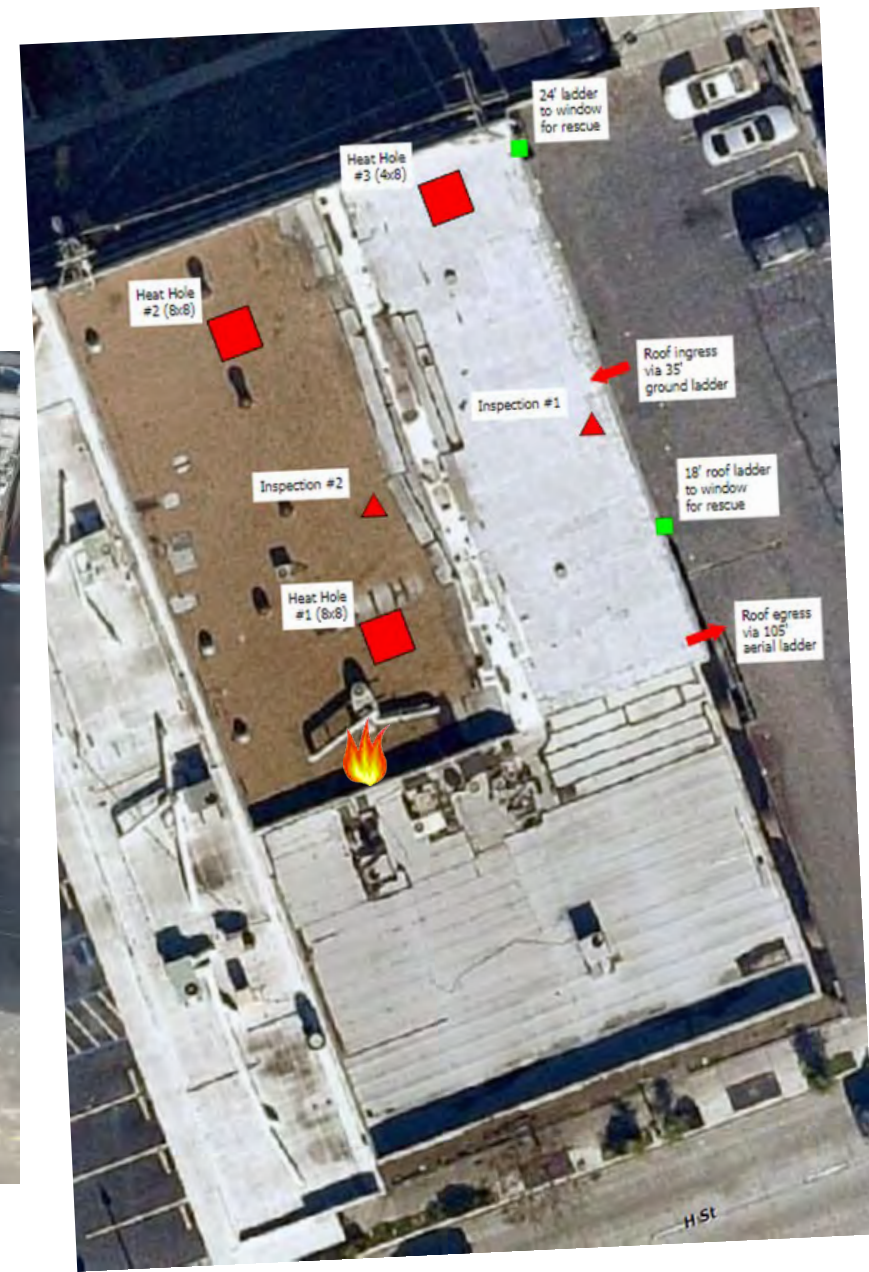 24' ladder
to window
for rescue
Heat Hole
#3 (4x8)
Heat Hole
#2 (8x8)
Roof ingress
via 35'
ground ladder
Inspection #1
18' roof ladder
to window
for rescue
Inspection #2
Heat Hole
#1 (8x8)
Roof egress
via 105'
aerial ladder
H St